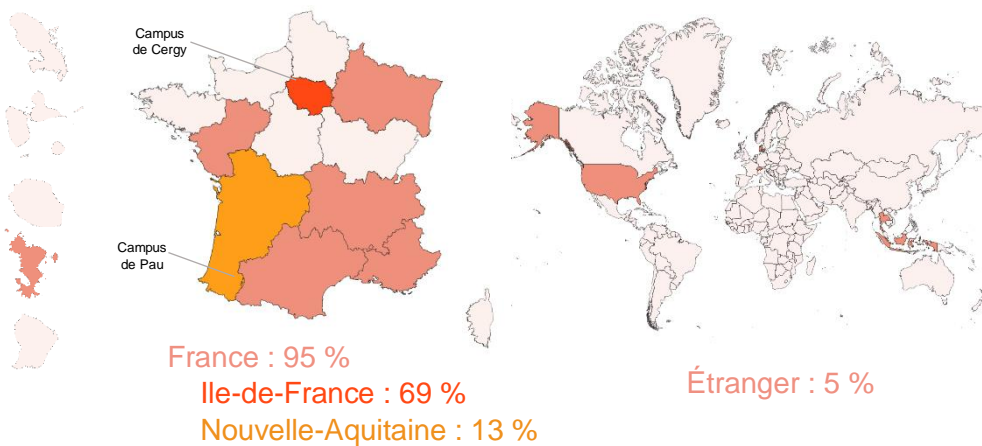 Campus
de Cergy
Campus
de Pau
France : 95 %
Ile-de-France : 69 %
Nouvelle-Aquitaine : 13 %
Étranger : 5 %